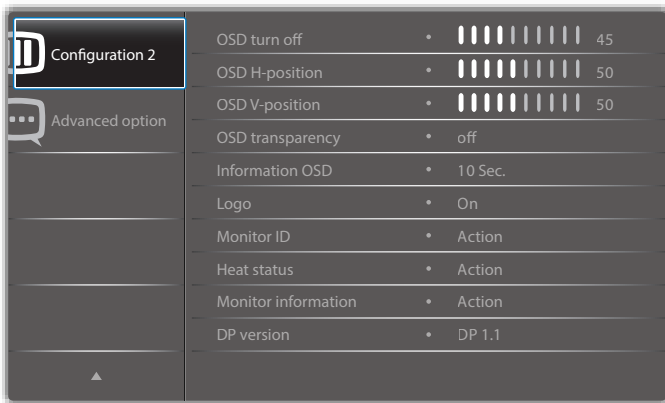 Configuration 2
Advanced option
OSD turn off • 45
OSD H-position • 50
OSD V-position • 50
OSD transparency • off
Information OSD • 10 Sec.
Logo • On
Monitor ID • Action
Heat status • Action
Monitor information • Action
DP version • DP 1.1